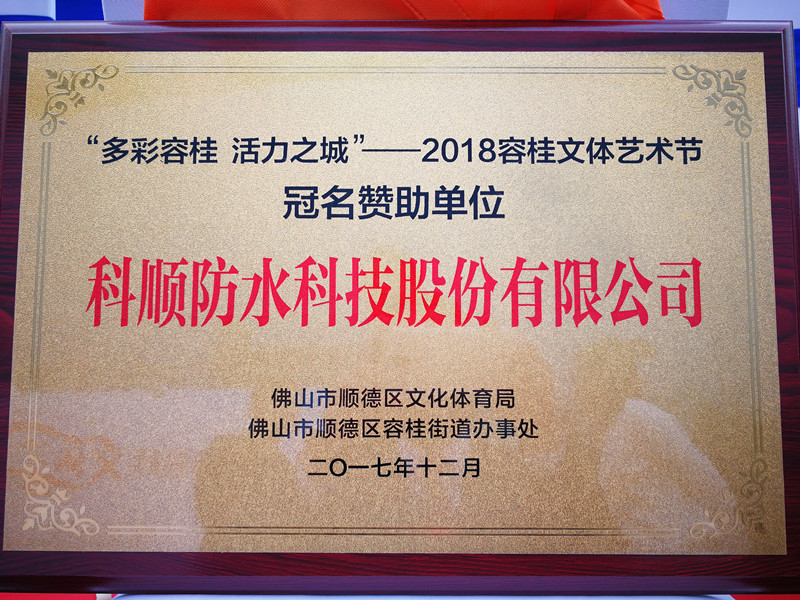 “多彩容桂 活力之城”——2018容桂文体艺术节
冠名赞助单位
科顺防水科技股份有限公司
佛山市顺德区文化体育局
佛山市顺德区容桂街道办事处
二〇一七年十二月